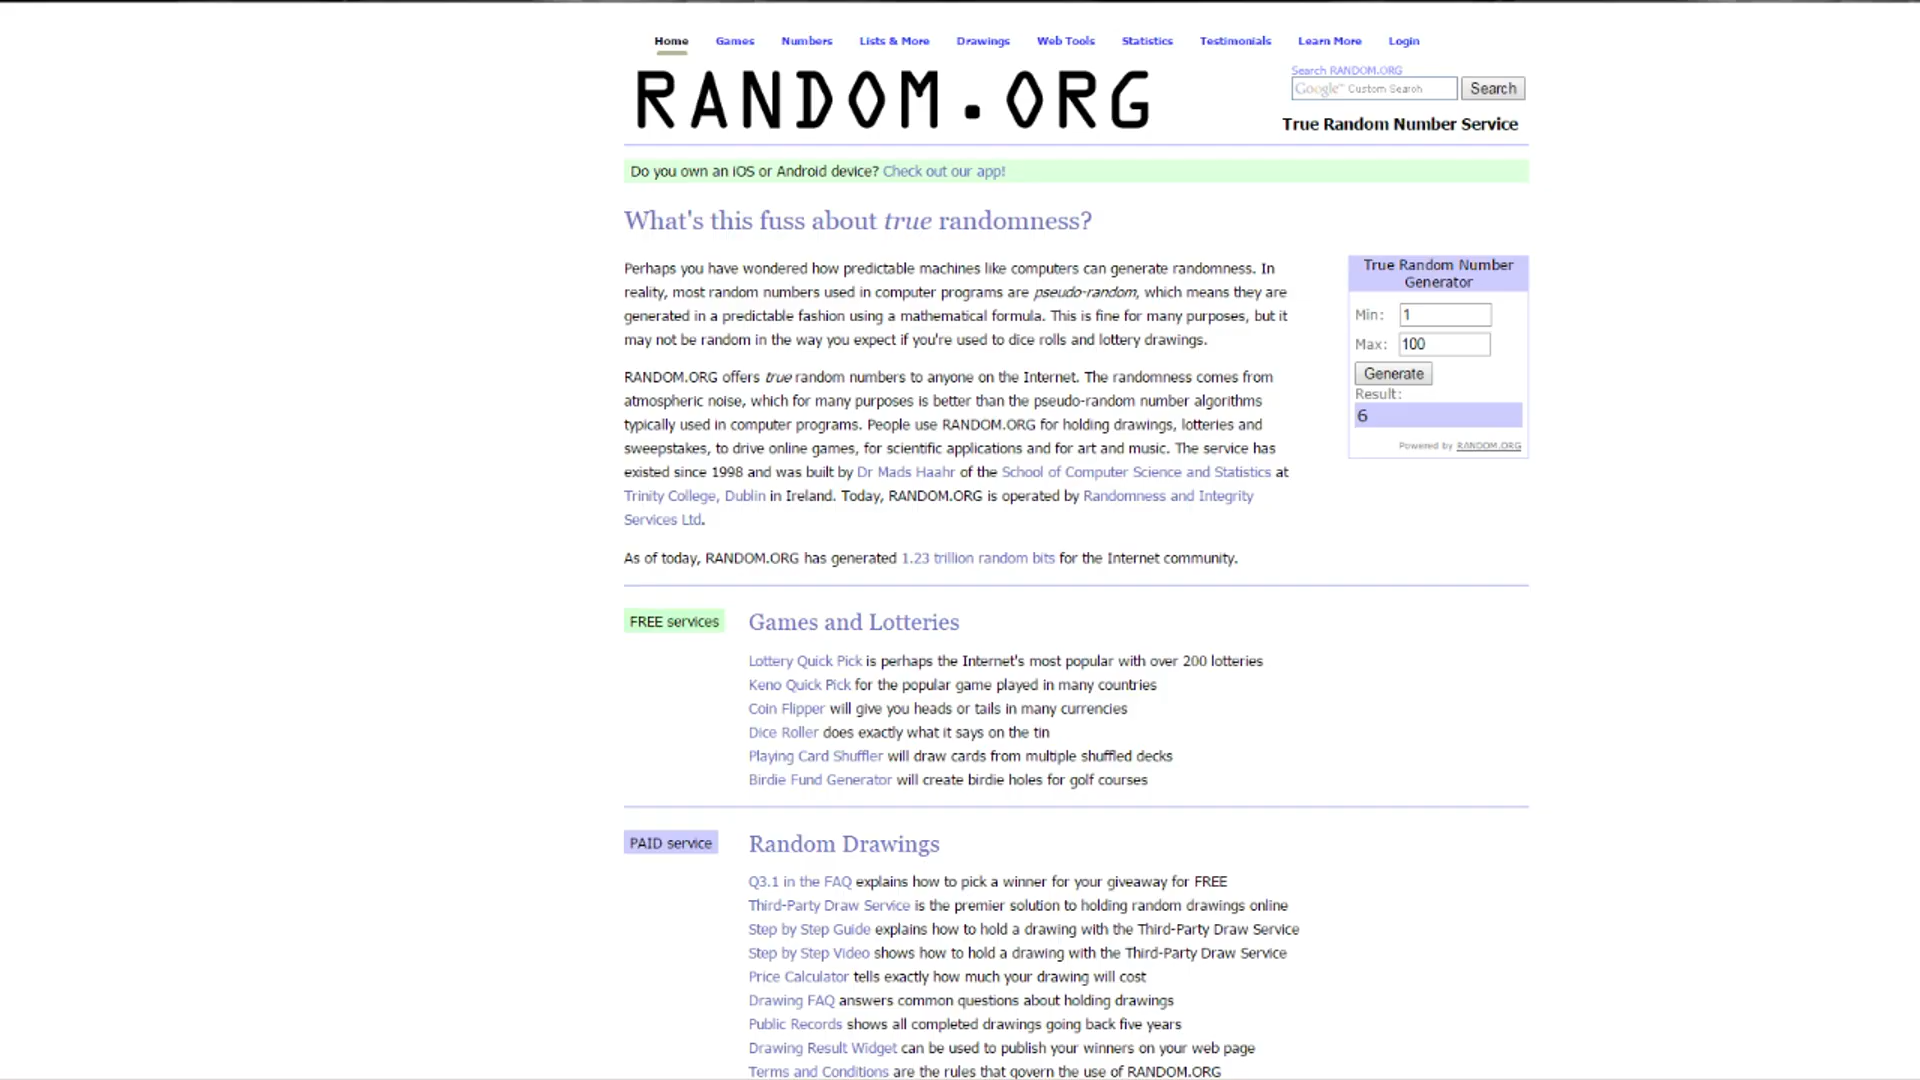 Home Games Numbers Lists & More Drawings Web Tools Statistics Testimonials Learn More Login
RANDOM.ORG
Search RANDOM.ORG
Google™ Custom Search Search
True Random Number Service
Do you own an iOS or Android device? Check out our app!
What's this fuss about true randomness?
Perhaps you have wondered how predictable machines like computers can generate randomness. In
reality, most random numbers used in computer programs are pseudo-random, which means they are
generated in a predictable fashion using a mathematical formula. This is fine for many purposes, but it
may not be random in the way you expect if you're used to dice rolls and lottery drawings.
RANDOM.ORG offers true random numbers to anyone on the Internet. The randomness comes from
atmospheric noise, which for many purposes is better than the pseudo-random number algorithms
typically used in computer programs. People use RANDOM.ORG for holding drawings, lotteries and
sweepstakes, to drive online games, for scientific applications and for art and music. The service has
existed since 1998 and was built by Dr Mads Haahr of the School of Computer Science and Statistics at
Trinity College, Dublin in Ireland. Today, RANDOM.ORG is operated by Randomness and Integrity
Services Ltd.
As of today, RANDOM.ORG has generated 1.23 trillion random bits for the Internet community.
True Random Number
Generator
Min: 1
Max: 100
Generate
Result:
6
Powered by RANDOM.ORG
FREE services
Games and Lotteries
Lottery Quick Pick is perhaps the Internet's most popular with over 200 lotteries
Keno Quick Pick for the popular game played in many countries
Coin Flipper will give you heads or tails in many currencies
Dice Roller does exactly what it says on the tin
Playing Card Shuffler will draw cards from multiple shuffled decks
Birdie Fund Generator will create birdie holes for golf courses
PAID service
Random Drawings
Q3.1 in the FAQ explains how to pick a winner for your giveaway for FREE
Third-Party Draw Service is the premier solution to holding random drawings online
Step by Step Guide explains how to hold a drawing with the Third-Party Draw Service
Step by Step Video shows how to hold a drawing with the Third-Party Draw Service
Price Calculator tells exactly how much your drawing will cost
Drawing FAQ answers common questions about holding drawings
Public Records shows all completed drawings going back five years
Drawing Result Widget can be used to publish your winners on your web page
Terms and Conditions are the rules that govern the use of RANDOM.ORG